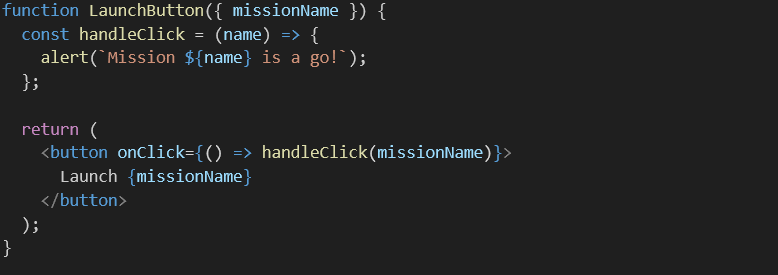 function LaunchButton({ missionName }) {
  const handleClick = (name) => {
    alert(`Mission ${name} is a go!`);
  };

  return (
    <button onClick={() => handleClick(missionName)}>
      Launch {missionName}
    </button>
  );
}